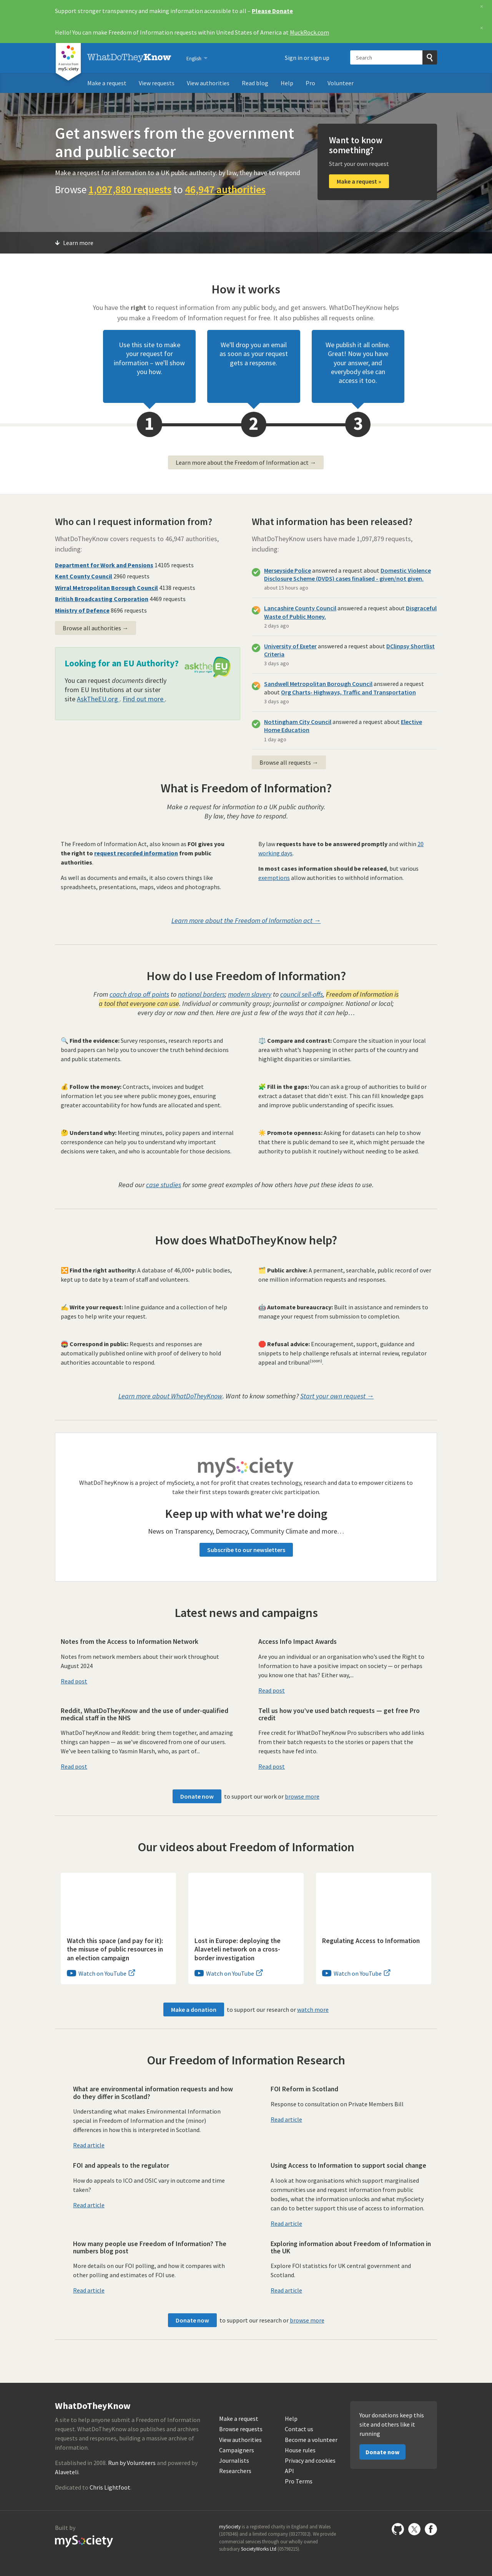 Support stronger transparency and making information accessible to all – Please Donate
Hello! You can make Freedom of Information requests within United States of America at MuckRock.com
WhatDoTheyKnow
English
Sign in or sign up
Search
Make a request
View requests
View authorities
Read blog
Help
Pro
Volunteer
Get answers from the government
and public sector
Make a request for information to a UK public authority: by law, they have to respond
Browse 1,097,880 requests to 46,947 authorities
Want to know
something?
Start your own request
Make a request »
Learn more
How it works
You have the right to request information from any public body, and get answers. WhatDoTheyKnow helps
you make a Freedom of Information request for free. It also publishes all requests online.
Use this site to make
your request for
information – we'll show
you how.
We'll drop you an email
as soon as your request
gets a response.
We publish it all online.
Great! Now you have
your answer, and
everybody else can
access it too.
1
2
3
Learn more about the Freedom of Information act →
Who can I request information from?
WhatDoTheyKnow covers requests to 46,947 authorities,
including:
Department for Work and Pensions 14105 requests
Kent County Council 2960 requests
Wirral Metropolitan Borough Council 4138 requests
British Broadcasting Corporation 4469 requests
Ministry of Defence 8696 requests
Browse all authorities →
Looking for an EU Authority?
You can request documents directly
from EU Institutions at our sister
site AskTheEU.org . Find out more .
asktheEU
What information has been released?
WhatDoTheyKnow users have made 1,097,879 requests,
including:
Merseyside Police answered a request about Domestic Violence
Disclosure Scheme (DVDS) cases finalised - given/not given.
about 15 hours ago
Lancashire County Council answered a request about Disgraceful
Waste of Public Money.
2 days ago
University of Exeter answered a request about DClinpsy Shortlist
Criteria
3 days ago
Sandwell Metropolitan Borough Council answered a request
about Org Charts- Highways, Traffic and Transportation
3 days ago
Nottingham City Council answered a request about Elective
Home Education
1 day ago
Browse all requests →
What is Freedom of Information?
Make a request for information to a UK public authority.
By law, they have to respond.
The Freedom of Information Act, also known as FOI gives you
the right to request recorded information from public
authorities.
As well as documents and emails, it also covers things like
spreadsheets, presentations, maps, videos and photographs.
By law requests have to be answered promptly and within 20
working days.
In most cases information should be released, but various
exemptions allow authorities to withhold information.
Learn more about the Freedom of Information act →
How do I use Freedom of Information?
From coach drop off points to national borders; modern slavery to council sell-offs, Freedom of Information is
a tool that everyone can use. Individual or community group; journalist or campaigner. National or local;
every day or now and then. Here are just a few of the ways that it can help…
🔍 Find the evidence: Survey responses, research reports and
board papers can help you to uncover the truth behind decisions
and public statements.
⚖️ Compare and contrast: Compare the situation in your local
area with what's happening in other parts of the country and
highlight disparities or similarities.
💰 Follow the money: Contracts, invoices and budget
information let you see where public money goes, ensuring
greater accountability for how funds are allocated and spent.
🧩 Fill in the gaps: You can ask a group of authorities to build or
extract a dataset that didn't exist. This can fill knowledge gaps
and improve public understanding of specific issues.
🤔 Understand why: Meeting minutes, policy papers and internal
correspondence can help you to understand why important
decisions were taken, and who is accountable for those decisions.
☀️ Promote openness: Asking for datasets can help to show
that there is public demand to see it, which might persuade the
authority to publish it routinely without needing to be asked.
Read our case studies for some great examples of how others have put these ideas to use.
How does WhatDoTheyKnow help?
🔀 Find the right authority: A database of 46,000+ public bodies,
kept up to date by a team of staff and volunteers.
🗂️ Public archive: A permanent, searchable, public record of over
one million information requests and responses.
✍️ Write your request: Inline guidance and a collection of help
pages to help write your request.
🤖 Automate bureaucracy: Built in assistance and reminders to
manage your request from submission to completion.
📯 Correspond in public: Requests and responses are
automatically published online with proof of delivery to hold
authorities accountable to respond.
🛑 Refusal advice: Encouragement, support, guidance and
snippets to help challenge refusals at internal review, regulator
appeal and tribunal(soon).
Learn more about WhatDoTheyKnow. Want to know something? Start your own request →
mySociety
WhatDoTheyKnow is a project of mySociety, a not for profit that creates technology, research and data to empower citizens to
take their first steps towards greater civic participation.
Keep up with what we're doing
News on Transparency, Democracy, Community Climate and more…
Subscribe to our newsletters
Latest news and campaigns
Notes from the Access to Information Network
Notes from network members about their work throughout
August 2024
Read post
Access Info Impact Awards
Are you an individual or an organisation who's used the Right to
Information to have a positive impact on society — or perhaps
you know one that has? Either way,...
Read post
Reddit, WhatDoTheyKnow and the use of under-qualified
medical staff in the NHS
WhatDoTheyKnow and Reddit: bring them together, and amazing
things can happen — as we've discovered from one of our users.
We've been talking to Yasmin Marsh, who, as part of...
Read post
Tell us how you've used batch requests — get free Pro
credit
Free credit for WhatDoTheyKnow Pro subscribers who add links
from their batch requests to the stories or papers that the
requests have fed into.
Read post
Donate now to support our work or browse more
Our videos about Freedom of Information
Watch this space (and pay for it):
the misuse of public resources in
an election campaign
Watch on YouTube
Lost in Europe: deploying the
Alaveteli network on a cross-
border investigation
Watch on YouTube
Regulating Access to Information
Watch on YouTube
Make a donation to support our research or watch more
Our Freedom of Information Research
What are environmental information requests and how
do they differ in Scotland?
Understanding what makes Environmental Information
special in Freedom of Information and the (minor)
differences in how this is interpreted in Scotland.
Read article
FOI Reform in Scotland
Response to consultation on Private Members Bill
Read article
FOI and appeals to the regulator
How do appeals to ICO and OSIC vary in outcome and time
taken?
Read article
Using Access to Information to support social change
A look at how organisations which support marginalised
communities use and request information from public
bodies, what the information unlocks and what mySociety
can do to better support this use of access to information.
Read article
How many people use Freedom of Information? The
numbers blog post
More details on our FOI polling, and how it compares with
other polling and estimates of FOI use.
Read article
Exploring information about Freedom of Information in
the UK
Explore FOI statistics for UK central government and
Scotland.
Read article
Donate now to support our research or browse more
WhatDoTheyKnow
A site to help anyone submit a Freedom of Information
request. WhatDoTheyKnow also publishes and archives
requests and responses, building a massive archive of
information.
Established in 2008. Run by Volunteers and powered by
Alaveteli.
Dedicated to Chris Lightfoot.
Make a request
Browse requests
View authorities
Campaigners
Journalists
Researchers
Help
Contact us
Become a volunteer
House rules
Privacy and cookies
API
Pro Terms
Your donations keep this
site and others like it
running
Donate now
Built by
mySociety
mySociety is a registered charity in England and Wales
(1076346) and a limited company (03277032). We provide
commercial services through our wholly owned
subsidiary SocietyWorks Ltd (05798215).